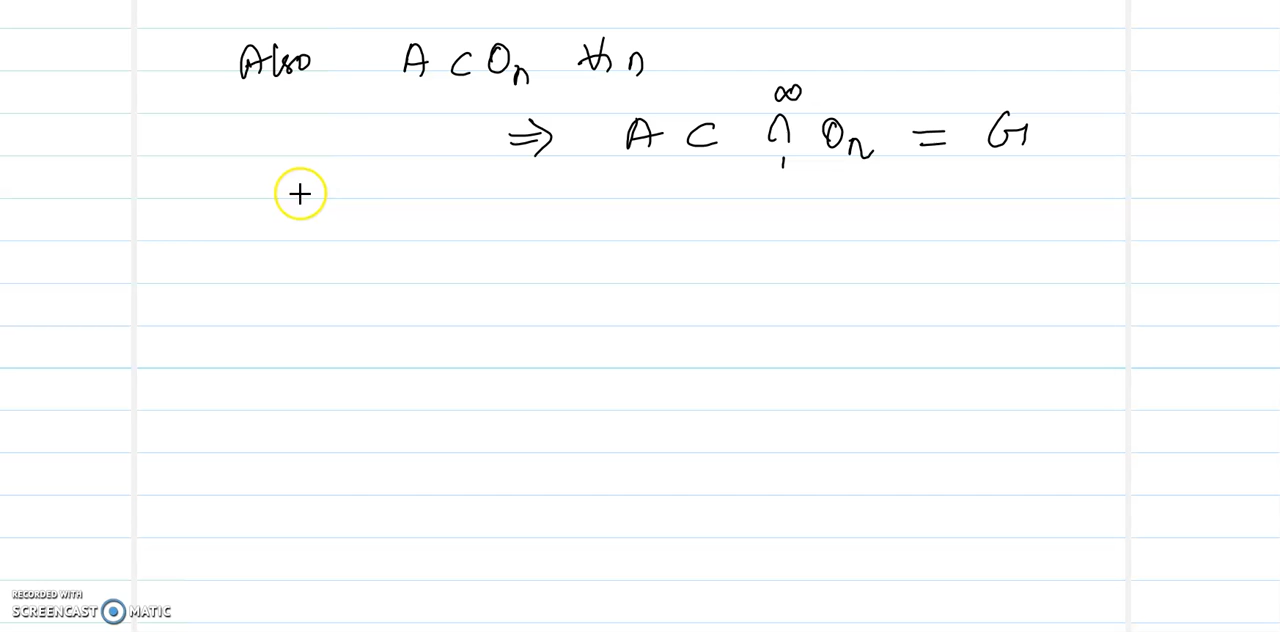 Also A ⊂ Oₙ ∀ n
⇒ A ⊂ ∞ ∩ 1 Oₙ = G
RECORDED WITH
SCREENCAST MATIC